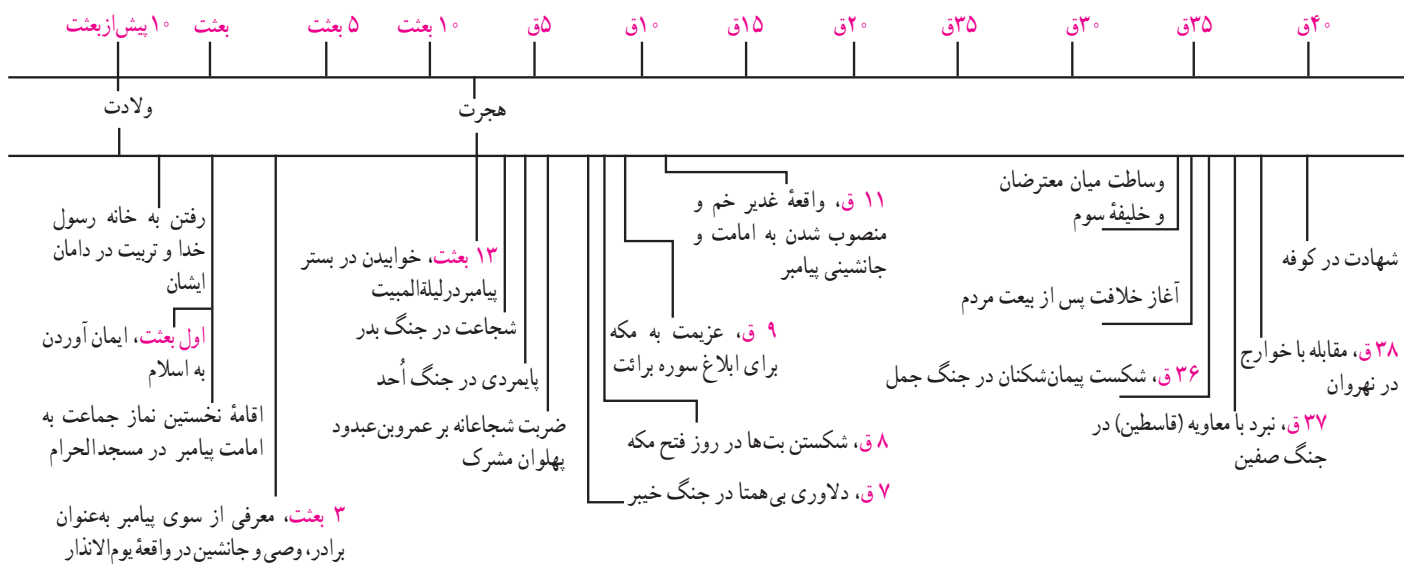 ۱۰ پیش‌از‌بعثت
بعثت
۵ بعثت
۱۰ بعثت
۵ق
۱۰ق
۱۵ق
۲۰ق
۳۵ق
۳۰ق
۳۵ق
۴۰ق
ولادت
هجرت
رفتن به خانه رسول
خدا و تربیت در دامان
ایشان
اول بعثت، ایمان آوردن
به اسلام
اقامهٔ نخستین نماز جماعت به
امامت پیامبر در مسجدالحرام
۳ بعثت، معرفی از سوی پیامبر به‌عنوان
برادر، وصی و جانشین در واقعهٔ یوم‌الانذار
۱۳ بعثت، خوابیدن در بستر
پیامبردرلیلةالمبیت
شجاعت در جنگ بدر
پایمردی در جنگ اُحد
ضربت شجاعانه بر عمروبن‌عبدود
پهلوان مشرک
۷ ق، دلاوری بی‌همتا در جنگ خیبر
۸ ق، شکستن بت‌ها در روز فتح مکه
۹ ق، عزیمت به مکه
برای ابلاغ سوره برائت
۱۱ ق، واقعهٔ غدیر خم و
منصوب شدن به امامت و
جانشینی پیامبر
وساطت میان معترضان
و خلیفهٔ سوم
آغاز خلافت پس از بیعت مردم
۳۶ ق، شکست پیمان‌شکنان در جنگ جمل
۳۷ ق، نبرد با معاویه (قاسطین) در
جنگ صفین
۳۸ ق، مقابله با خوارج
در نهروان
شهادت در کوفه